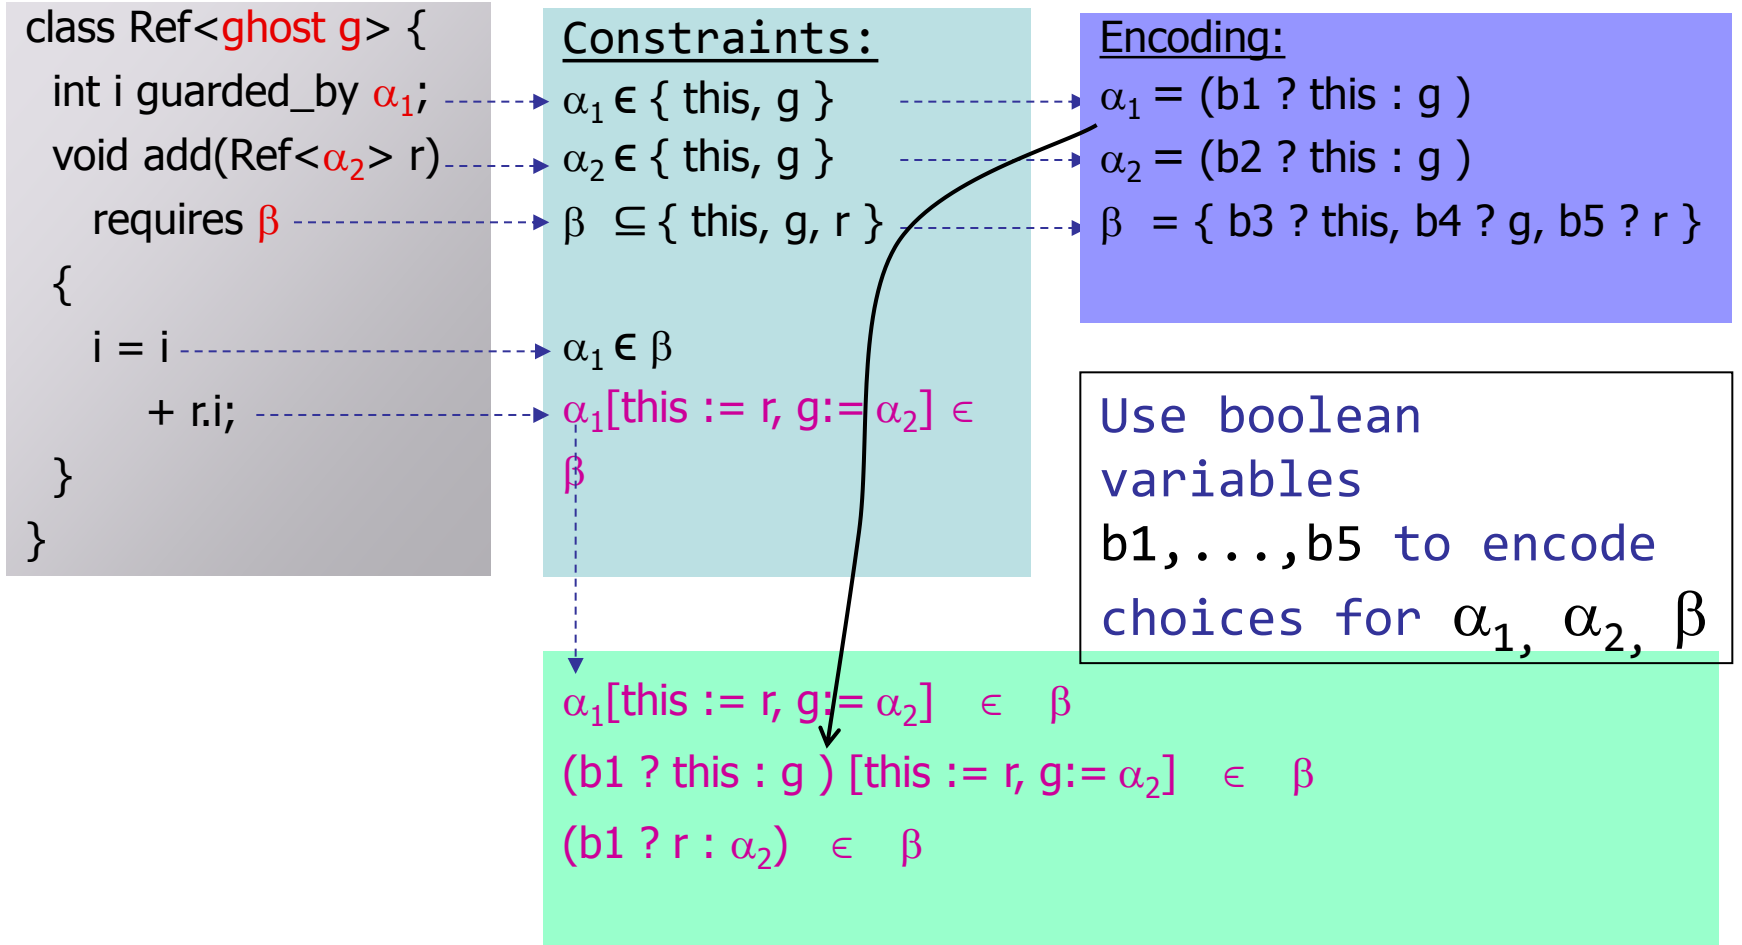 class Ref<ghost g> {
int i guarded_by α₁;
void add(Ref<α₂> r)
requires β
{
i = i
+ r.i;
}
}
Constraints:
α₁ ϵ { this, g }
α₂ ϵ { this, g }
β ⊆ { this, g, r }
α₁ ϵ β
α₁[this := r, g:= α₂] ∈
β
Encoding:
α₁ = (b1 ? this : g )
α₂ = (b2 ? this : g )
β = { b3 ? this, b4 ? g, b5 ? r }
Use boolean
variables
b1,...,b5 to encode
choices for α₁, α₂, β
α₁[this := r, g:= α₂] ∈ β
(b1 ? this : g ) [this := r, g:= α₂] ∈ β
(b1 ? r : α₂) ∈ β